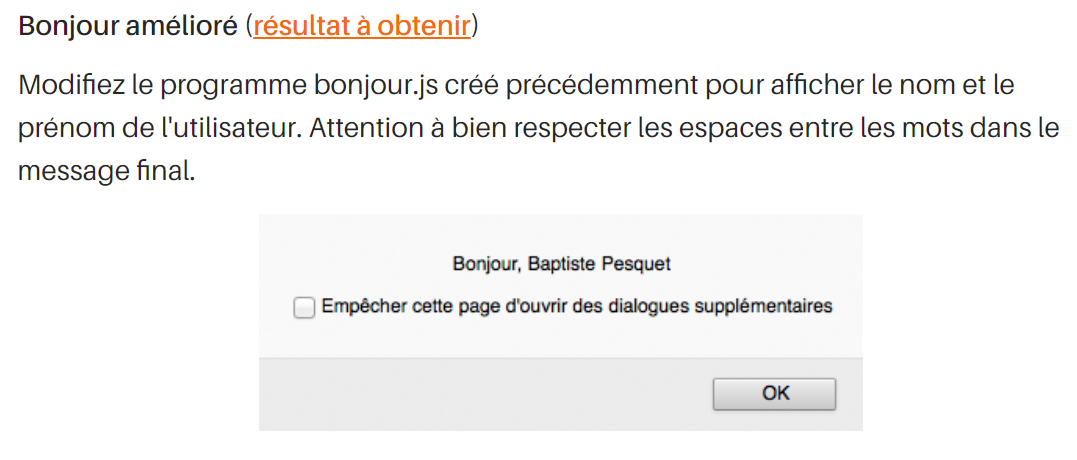 Bonjour amélioré (résultat à obtenir)
Modifiez le programme bonjour.js créé précédemment pour afficher le nom et le
prénom de l'utilisateur. Attention à bien respecter les espaces entre les mots dans le
message final.
Bonjour, Baptiste Pesquet
Empêcher cette page d'ouvrir des dialogues supplémentaires
OK